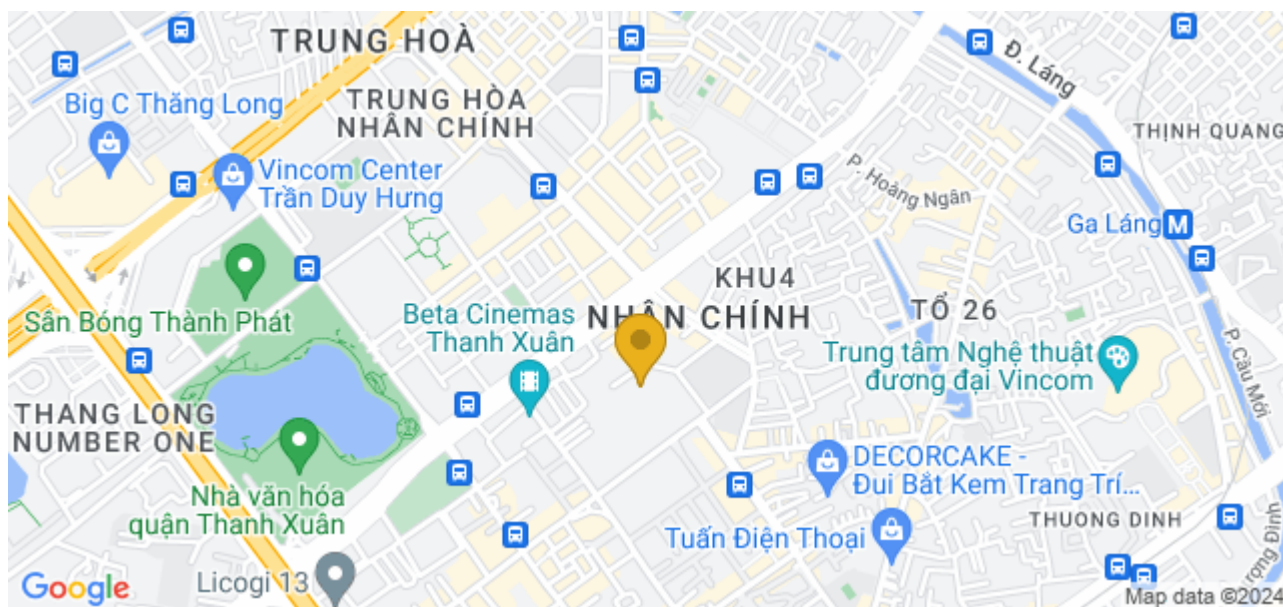 TRUNG HOÀ
Đ. Láng
Big C Thăng Long
TRUNG HÒA
NHÂN CHÍNH
THỊNH QUANG
Vincom Center
Trần Duy Hưng
P. Hoàng Ngân
Ga Láng
M
KHU4
NHÂN CHÍNH
TỔ 26
Sân Bóng Thành Phát
Beta Cinemas
Thanh Xuân
Trung tâm Nghệ thuật
đương đại Vincom
P. Cầu Mới
THANG LONG
NUMBER ONE
DECORCAKE -
Đui Bắt Kem Trang Trí...
Nhà văn hóa
quận Thanh Xuân
THUONG DINH
Tuấn Điện Thoại
Licogi 13
Google
Map data ©2024